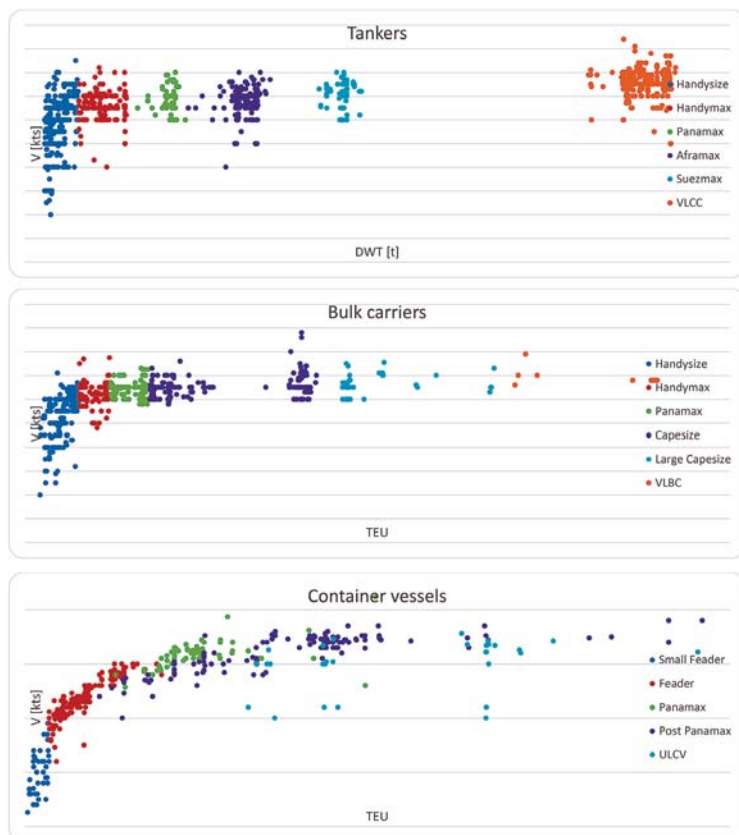 Tankers
V [kts]
Handysize
Handymax
Panamax
Aframax
Suezmax
VLCC
DWT [t]
Bulk carriers
V [kts]
Handysize
Handymax
Panamax
Capesize
Large Capesize
VLBC
TEU
Container vessels
V [kts]
Small Feader
Feader
Panamax
Post Panamax
ULCV
TEU